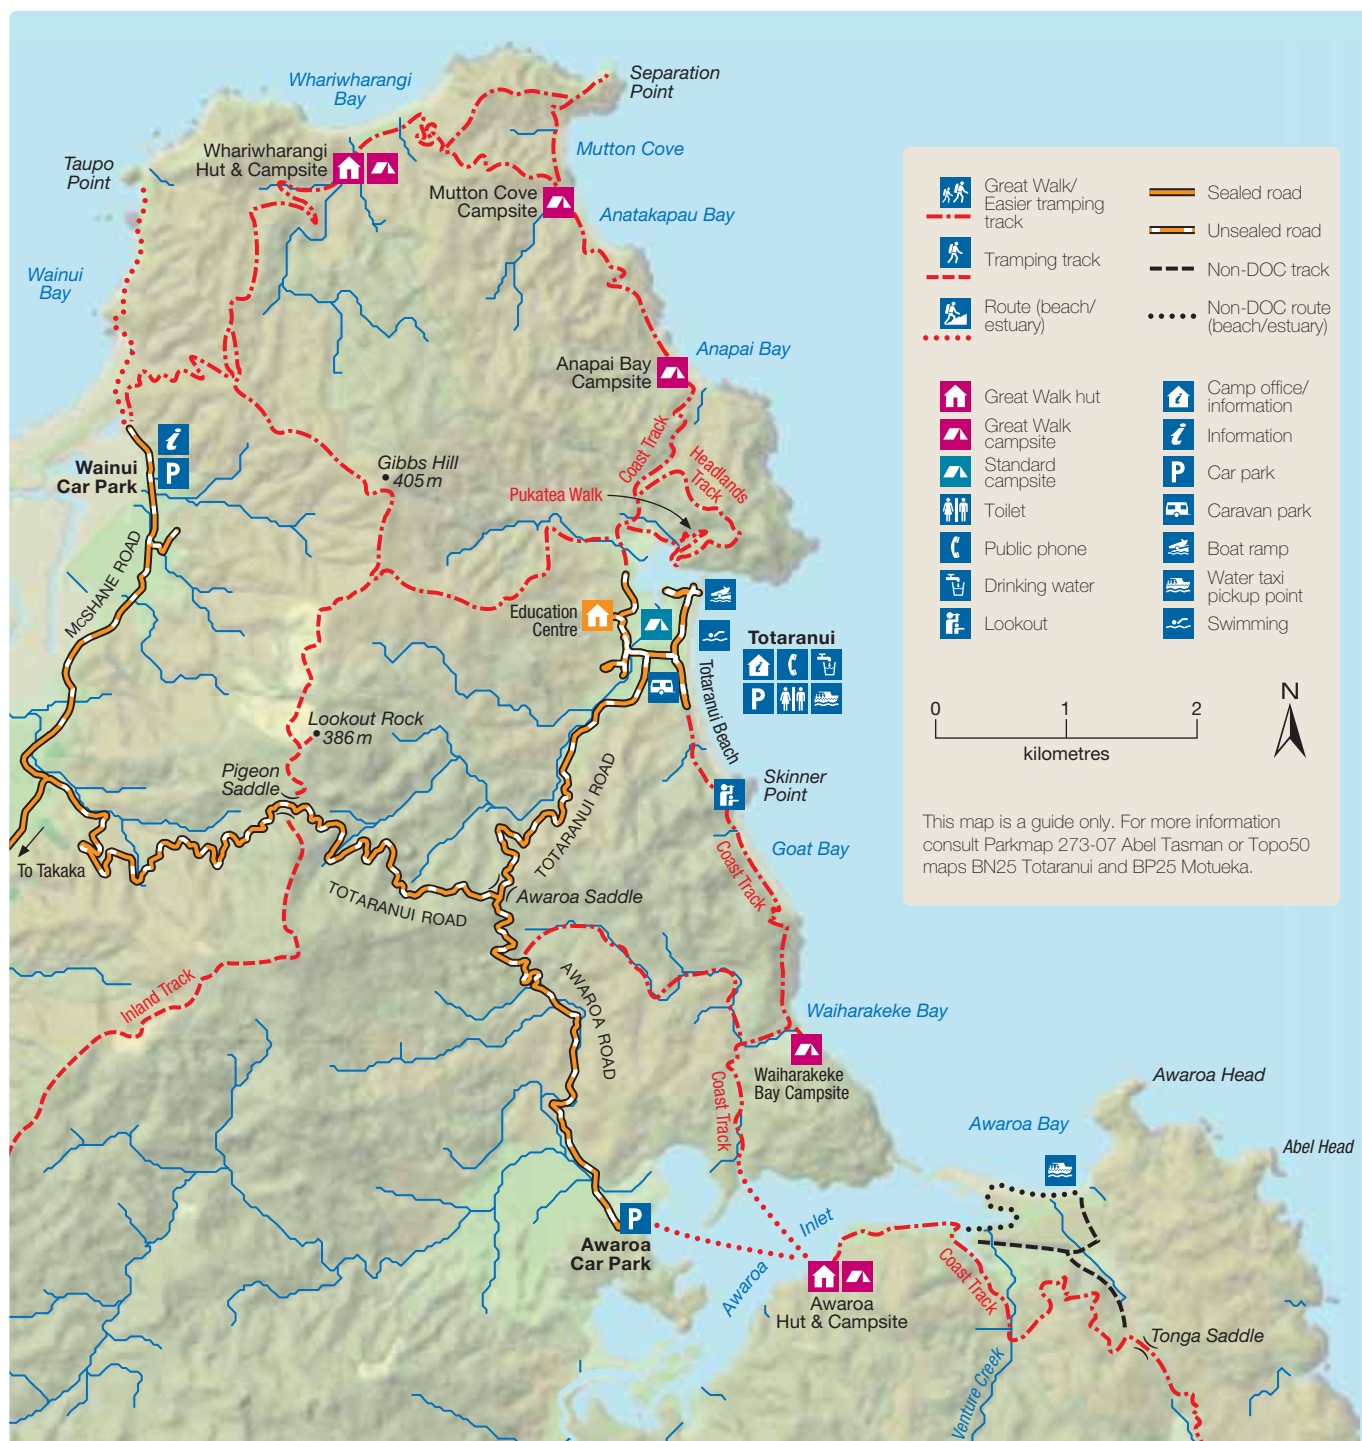 Whariwharangi
Bay
Separation
Point
Mutton Cove
Whariwharangi
Hut & Campsite
Taupo
Point
Mutton Cove
Campsite
Anatakapau Bay
Wainui
Bay
Anapai Bay
Anapai Bay
Campsite
Coast Track
Headlands
Track
Gibbs Hill
405 m
Pukatea Walk
Wainui
Car Park
McSHANE ROAD
Education
Centre
Totaranui
Totaranui Beach
Lookout Rock
386 m
Pigeon
Saddle
Skinner
Point
TOTARANUI ROAD
Goat Bay
Coast Track
To Takaka
TOTARANUI ROAD
Awaroa Saddle
Inland Track
AWAROA ROAD
Waiharakeke Bay
Waiharakeke
Bay Campsite
Coast Track
Awaroa Head
Awaroa Bay
Abel Head
Awaroa
Car Park
Awaroa
Inlet
Awaroa
Hut & Campsite
Coast Track
Tonga Saddle
Venture Creek
Great Walk/
Easier tramping
track
Tramping track
Route (beach/
estuary)
Sealed road
Unsealed road
Non-DOC track
Non-DOC route
(beach/estuary)
Great Walk hut
Great Walk
campsite
Standard
campsite
Toilet
Public phone
Drinking water
Lookout
Camp office/
information
i
Information
P
Car park
Caravan park
Boat ramp
Water taxi
pickup point
Swimming
N
0 1 2
kilometres
This map is a guide only. For more information
consult Parkmap 273-07 Abel Tasman or Topo50
maps BN25 Totaranui and BP25 Motueka.
i
P
P
P